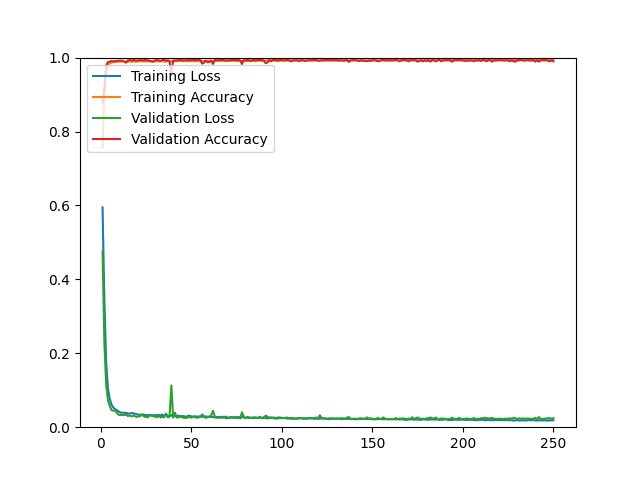 1.0
0.8
0.6
0.4
0.2
0.0
Training Loss
Training Accuracy
Validation Loss
Validation Accuracy
0 50 100 150 200 250